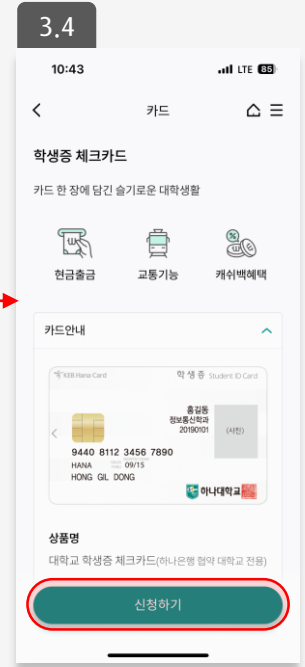 3.4
10:43 LTE 85
카드
학생증 체크카드
카드 한 장에 담긴 슬기로운 대학생활
현금출금 교통기능 캐쉬백혜택
카드안내
KEB Hana Card 학 생 증 Student ID Card
홍길동
정보통신학과
20190101
(사진)
9440 8112 3456 7890
HANA 09/15
HONG GIL DONG
하나대학교
상품명
대학교 학생증 체크카드(하나은행 협약 대학교 전용)
신청하기